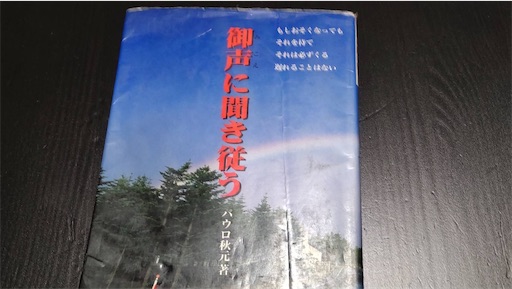 もしおそくなっても
それを待て
それは必ずくる
遅れることはない
御声に聞き従う
パウロ秋元著